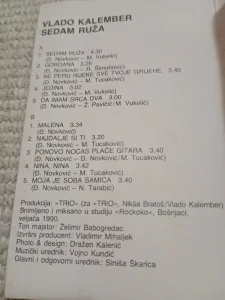 VLADO KALEMBER
SEDAM RUŽA
A
1. SEDAM RUŽA 4.50
(Đ. Novković – M. Vukelić)
2. GORDANA 3.26
(Đ. Novković – R. Šimunović)
3. NE PERU RIJEKE SVE TVOJE GRIJEHE 3.40
(Đ. Novković – M. Tucaković)
4. JEDINA 3.02
(Đ. Novković – M. Vukelić)
5. DA IMAM SRCA DVA 3.00
(Đ. Novković – Ž. Pavičić/M. Vukelić)
B
1. MALENA 3.34
(Đ. Novković – M. Tucaković)
2. NAJDALJE SI TI 3.20
(Đ. Novković – M. Tucaković)
3. PONOVO NOĆAS PLAČE GITARA 3.40
(Đ. Novković – Đ. Novković/M. Tucaković)
4. NINA, NINA 3.42
(Đ. Novković – M. Tucaković)
5. MOJA JE SOBA SAMICA 3.40
(Đ. Novković – N. Tarabić)
Produkcija: »TRIO« (za »TRIO«, Nikša Bratoš/Vlado Kalember)
Snimljeno i miksano u studiju »Rockoko«, Bošnjaci,
veljača 1990.
Ton majstor: Želimir Babogredac
Izvršni producent: Vladimir Mihaljek
Photo & design: Dražen Kalenić
Muzički urednik: Vojno Kundić
Glavni i odgovorni urednik: Siniša Škarica